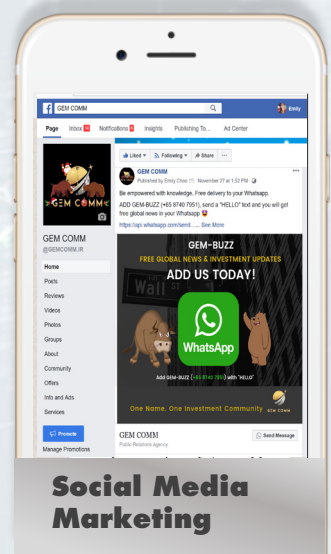 GEM COMM
Emily
Page Inbox Notifications 5 Insights Publishing To... Ad Center
Liked Following Share ...
GEM COMM
Published by Emily Choo · November 27 at 1:52 PM ·
Be empowered with knowledge. Free delivery to your Whatsapp.
ADD GEM-BUZZ (+65 8740 7951), send a "HELLO" text and you will get
free global news in your Whatsapp
https://api.whatsapp.com/send...... See More
GEM COMM
GEM COMM
@GEMCOMM.IR
Home
Posts
Reviews
Videos
Photos
Groups
About
Community
Offers
Info and Ads
Services
Promote
Manage Promotions
GEM-BUZZ
FREE GLOBAL NEWS & INVESTMENT UPDATES
ADD US TODAY!
Wall St
WhatsApp
Add GEM-BUZZ (+65 8740 7951) with "HELLO"
One Name. One Investment Community
GEM COMM
GEM COMM
Public Relations Agency
Send Message
Social Media
Marketing